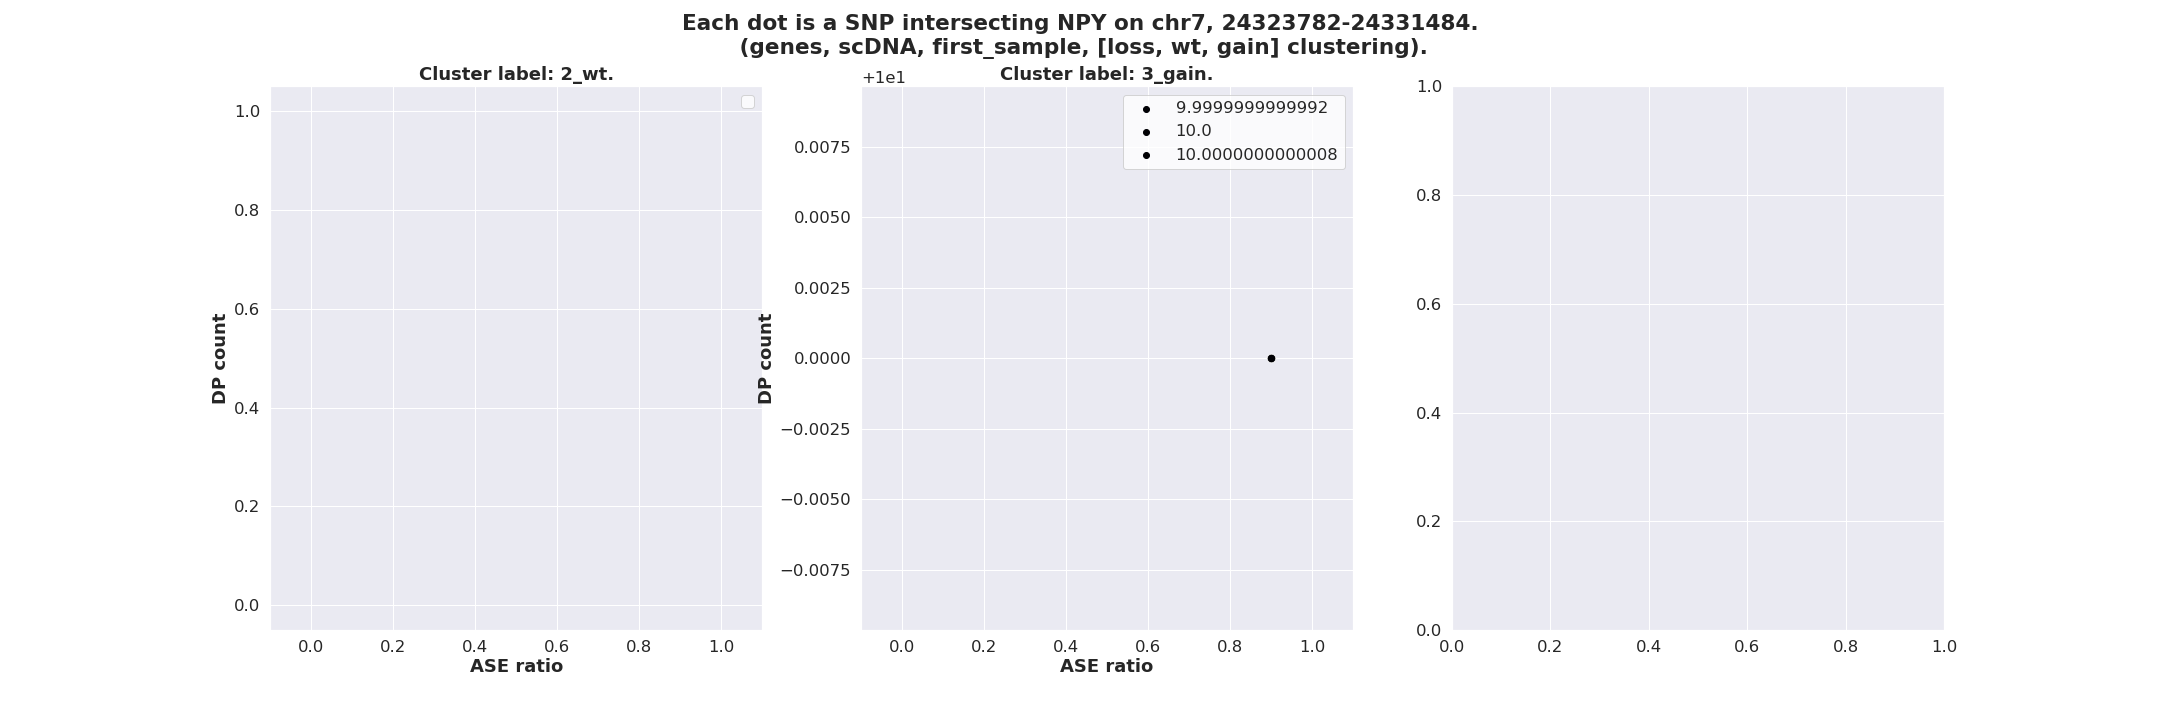 Each dot is a SNP intersecting NPY on chr7, 24323782-24331484.
(genes, scDNA, first_sample, [loss, wt, gain] clustering).
Cluster label: 2_wt.
1.0
0.8
0.6
0.4
0.2
0.0
DP count
0.0 0.2 0.4 0.6 0.8 1.0
ASE ratio
Cluster label: 3_gain.
+1e1
9.9999999999992
10.0
10.0000000000008
0.0075
0.0050
0.0025
0.0000
−0.0025
−0.0050
−0.0075
DP count
0.0 0.2 0.4 0.6 0.8 1.0
ASE ratio
1.0
0.8
0.6
0.4
0.2
0.0
0.0 0.2 0.4 0.6 0.8 1.0